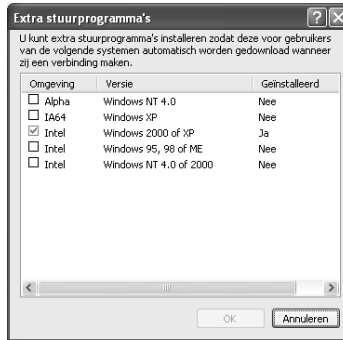 Extra stuurprogramma's
U kunt extra stuurprogramma's installeren zodat deze voor gebruikers
van de volgende systemen automatisch worden gedownload wanneer
zij een verbinding maken.
Omgeving Versie Geïnstalleerd
Alpha Windows NT 4.0 Nee
IA64 Windows XP Nee
Intel Windows 2000 of XP Ja
Intel Windows 95, 98 of ME Nee
Intel Windows NT 4.0 of 2000 Nee
OK Annuleren